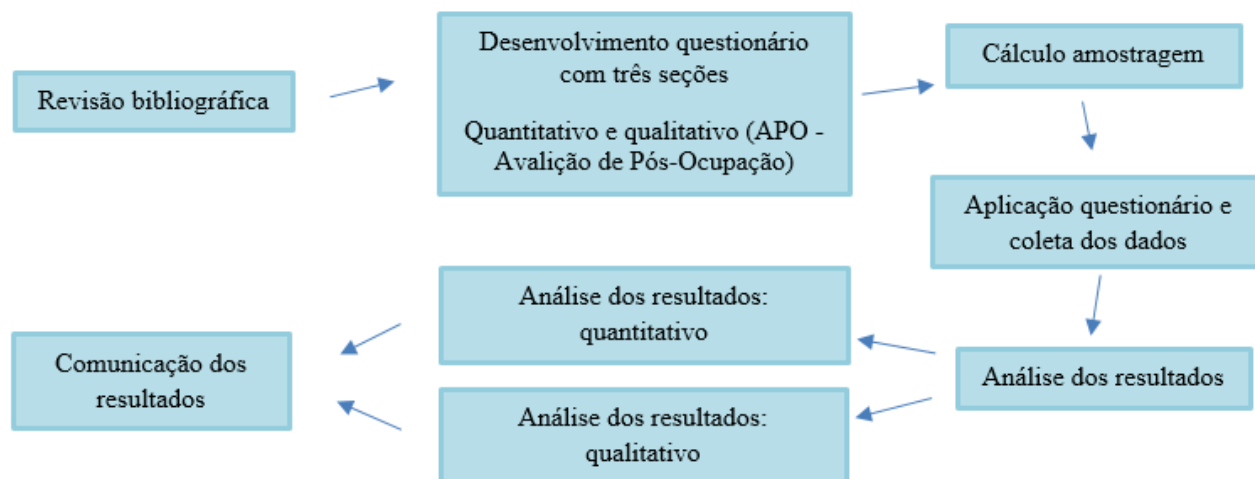 Revisão bibliográfica
Desenvolvimento questionário
com três seções
Quantitativo e qualitativo (APO -
Avalição de Pós-Ocupação)
Cálculo amostragem
Aplicação questionário e
coleta dos dados
Análise dos resultados
Análise dos resultados:
quantitativo
Análise dos resultados:
qualitativo
Comunicação dos
resultados